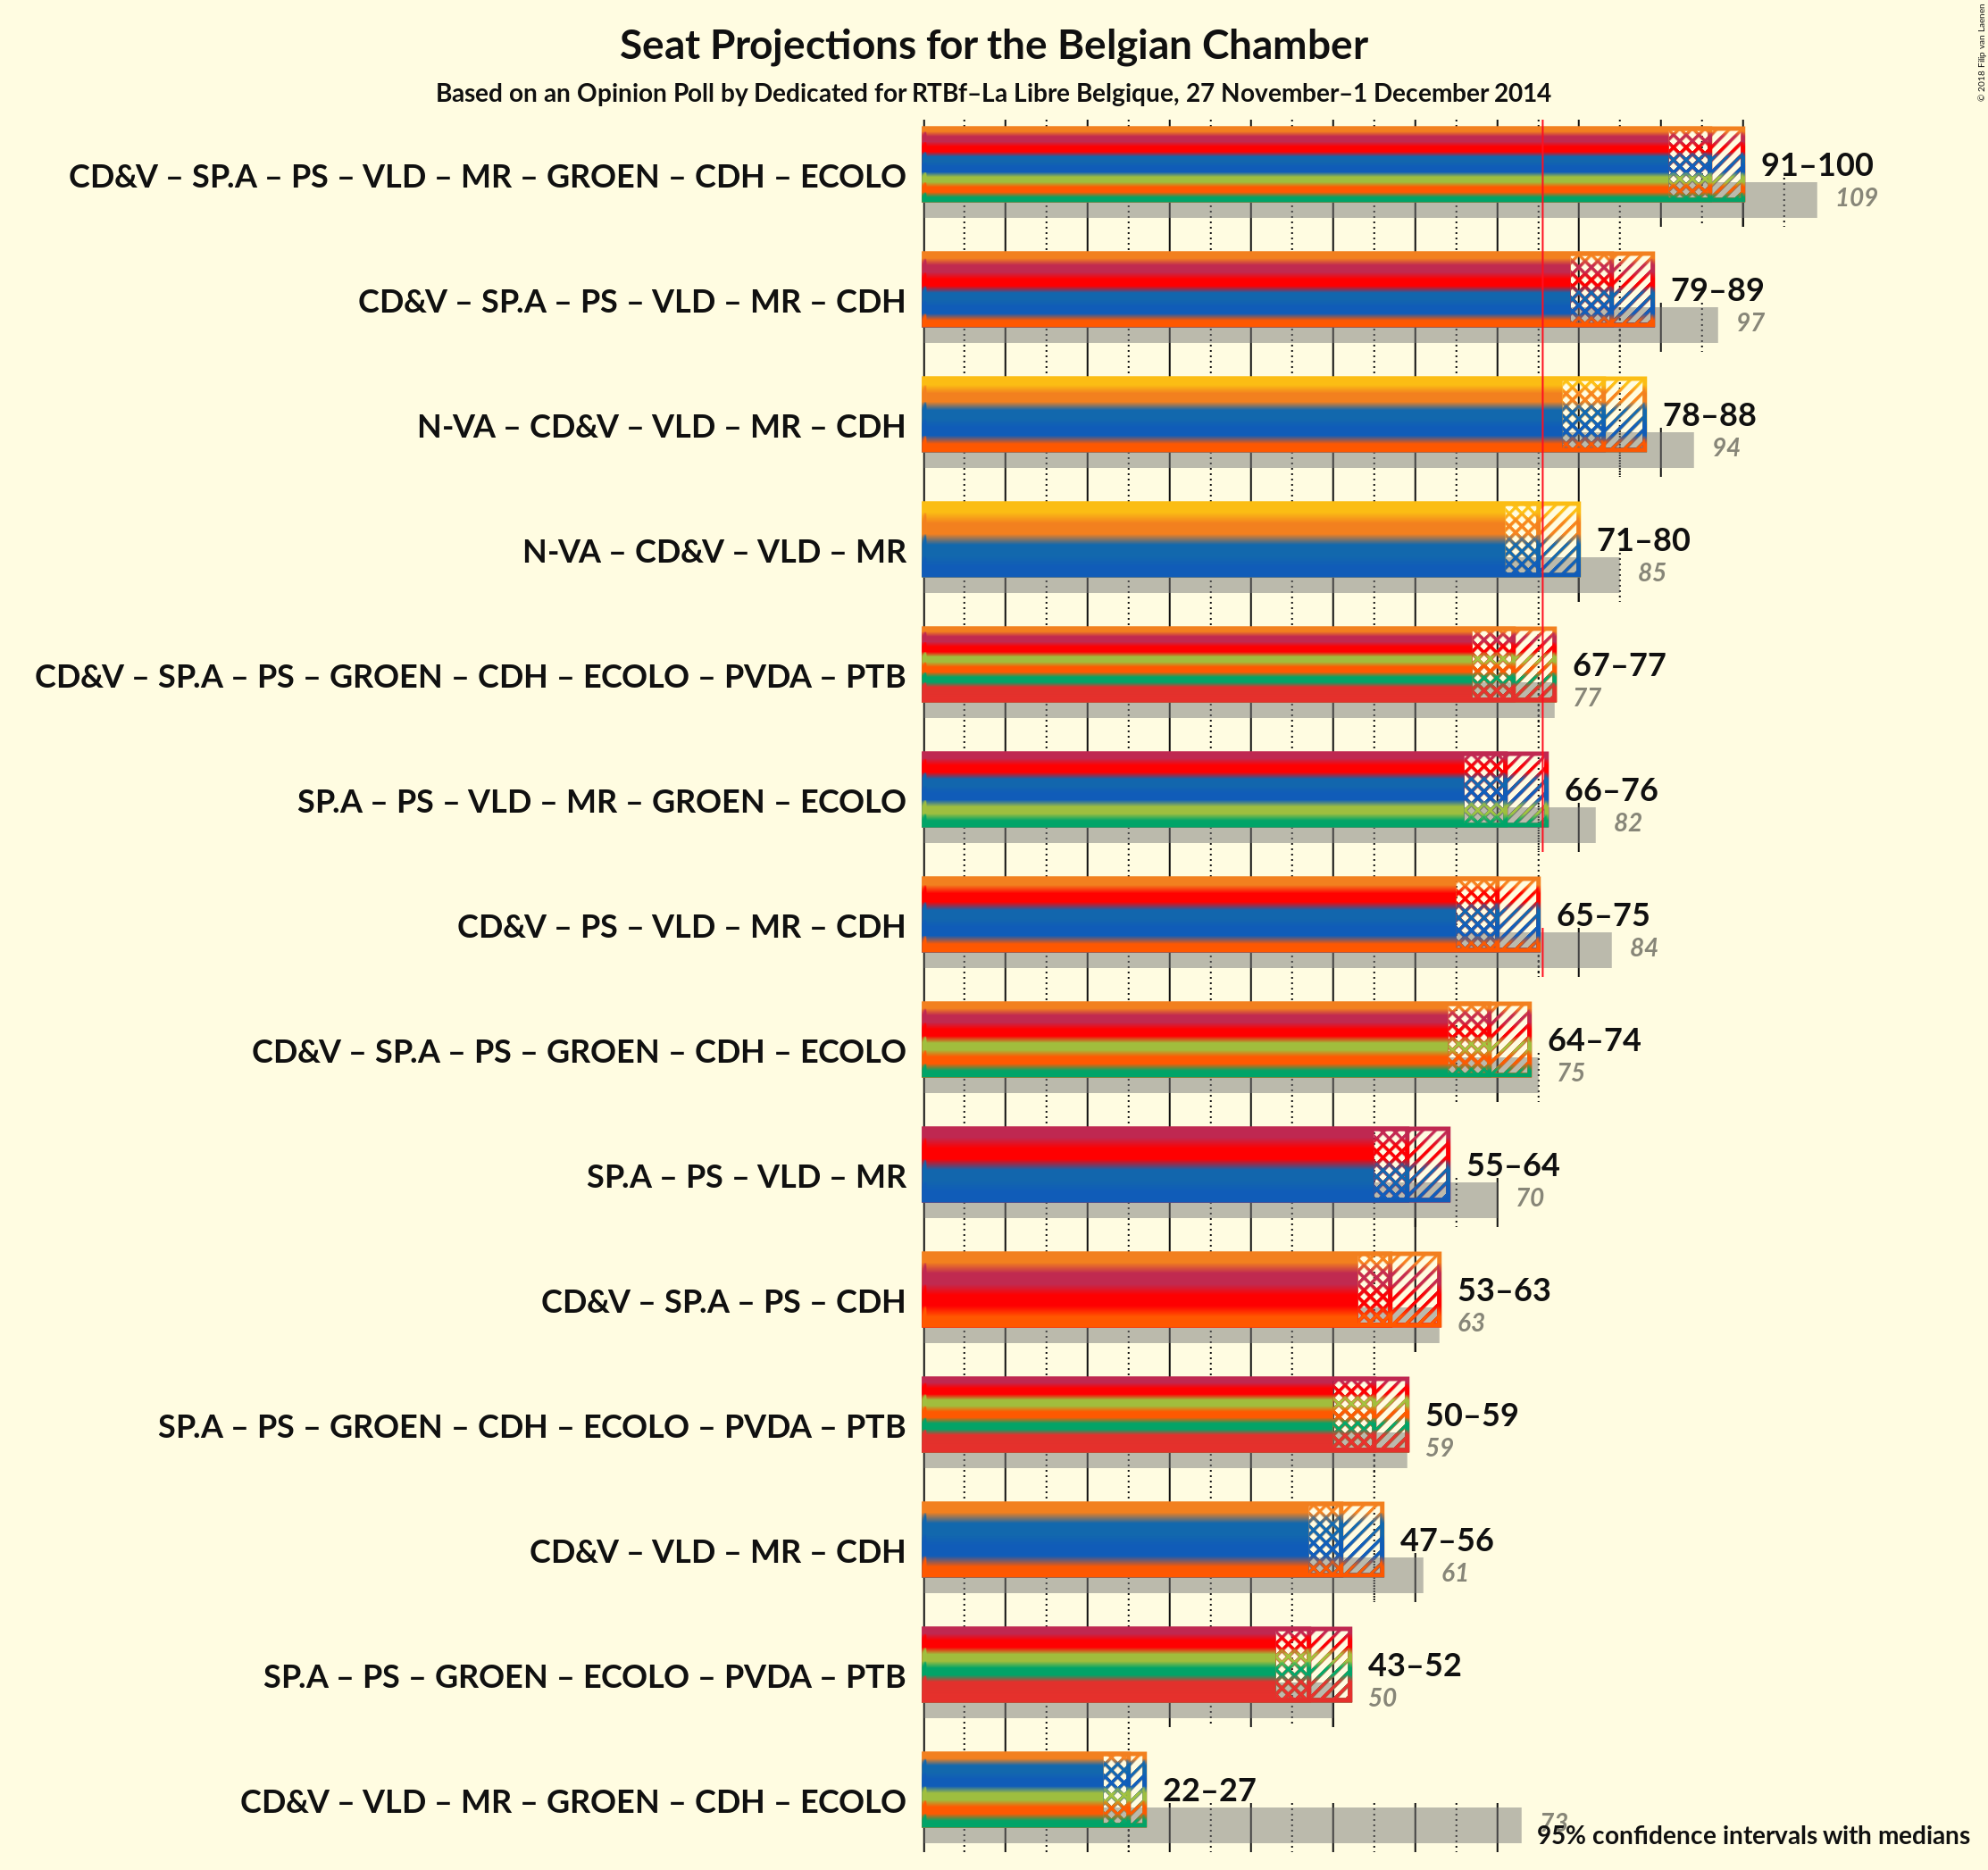 Seat Projections for the Belgian Chamber
Based on an Opinion Poll by Dedicated for RTBf–La Libre Belgique, 27 November–1 December 2014
© 2018 Filip van Laenen
CD&V – SP.A – PS – VLD – MR – GROEN – CDH – ECOLO
91–100
109
CD&V – SP.A – PS – VLD – MR – CDH
79–89
97
N-VA – CD&V – VLD – MR – CDH
78–88
94
N-VA – CD&V – VLD – MR
71–80
85
CD&V – SP.A – PS – GROEN – CDH – ECOLO – PVDA – PTB
67–77
77
SP.A – PS – VLD – MR – GROEN – ECOLO
66–76
82
CD&V – PS – VLD – MR – CDH
65–75
84
CD&V – SP.A – PS – GROEN – CDH – ECOLO
64–74
75
SP.A – PS – VLD – MR
55–64
70
CD&V – SP.A – PS – CDH
53–63
63
SP.A – PS – GROEN – CDH – ECOLO – PVDA – PTB
50–59
59
CD&V – VLD – MR – CDH
47–56
61
SP.A – PS – GROEN – ECOLO – PVDA – PTB
43–52
50
CD&V – VLD – MR – GROEN – CDH – ECOLO
22–27
73
95% confidence intervals with medians